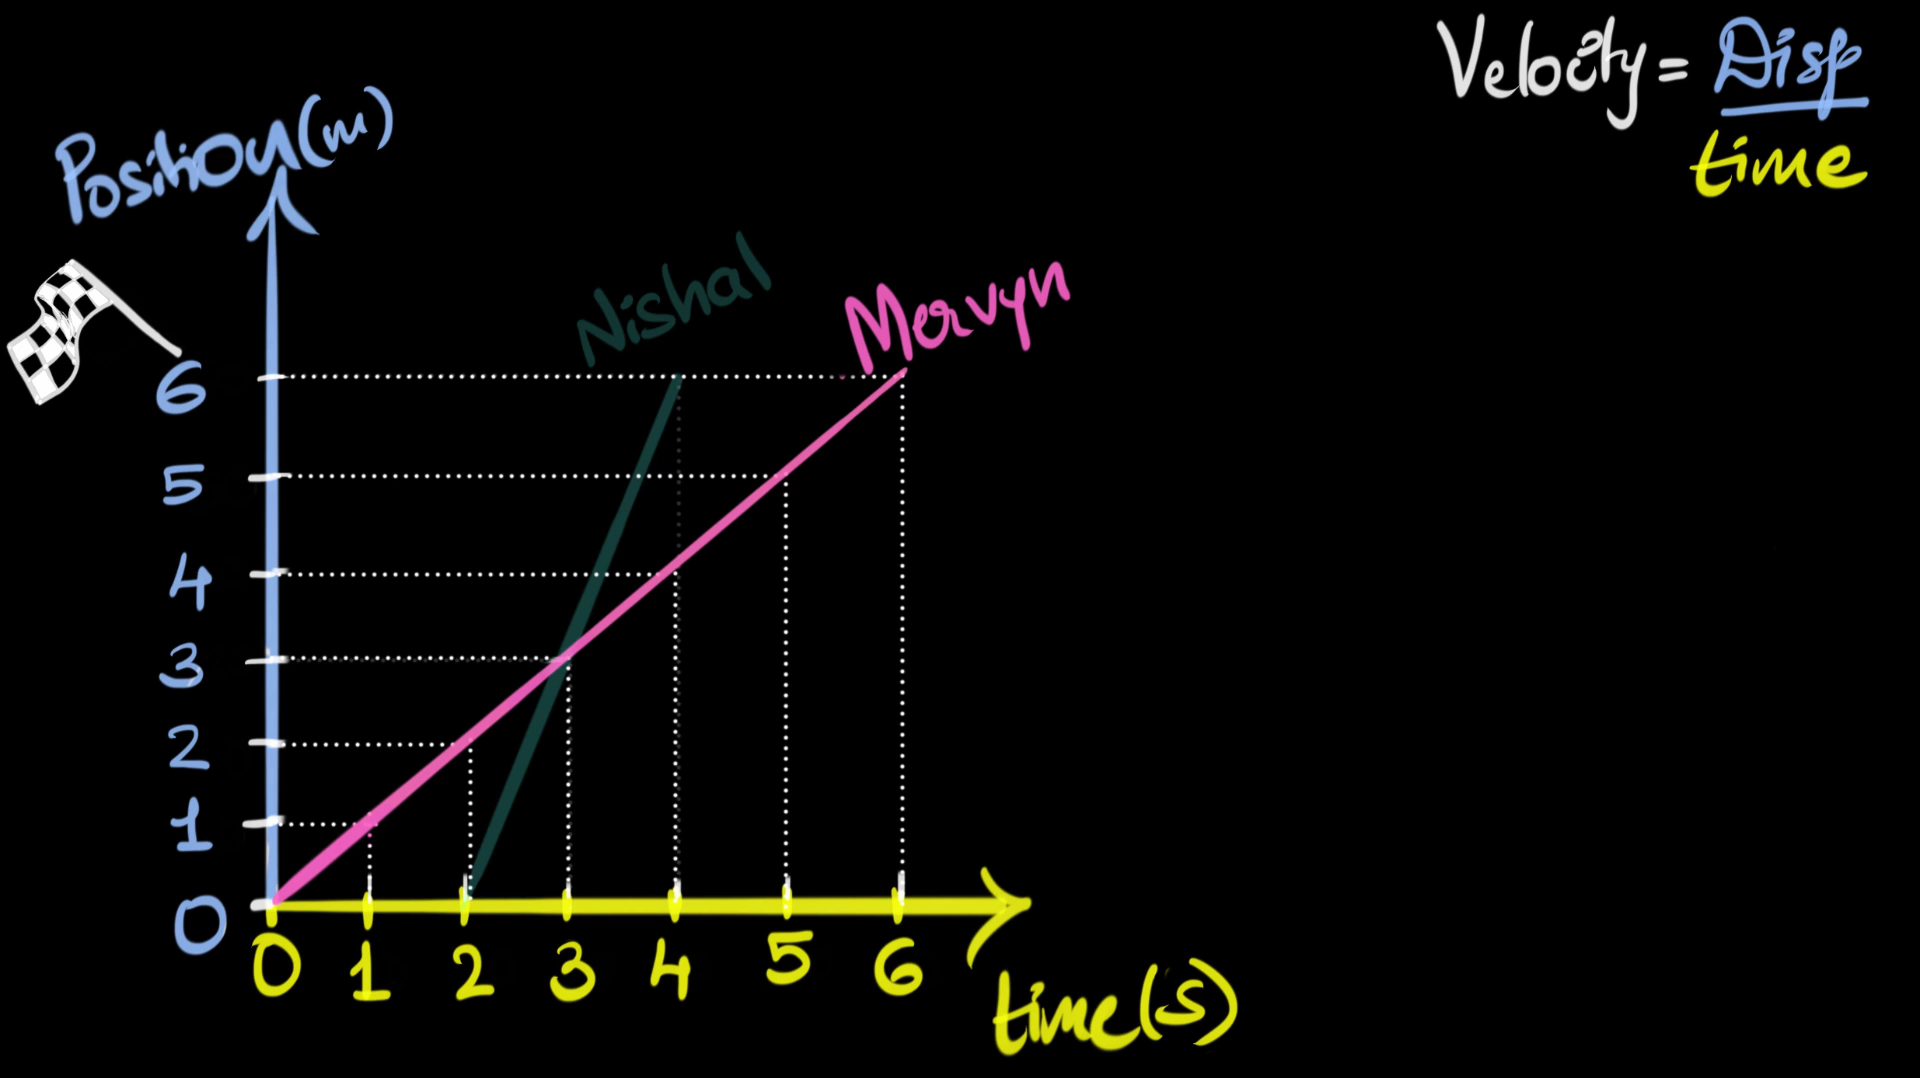 Velocity = Disp
time
Position(m)
Nishal
Mervyn
6
5
4
3
2
1
0
0 1 2 3 4 5 6
time(s)